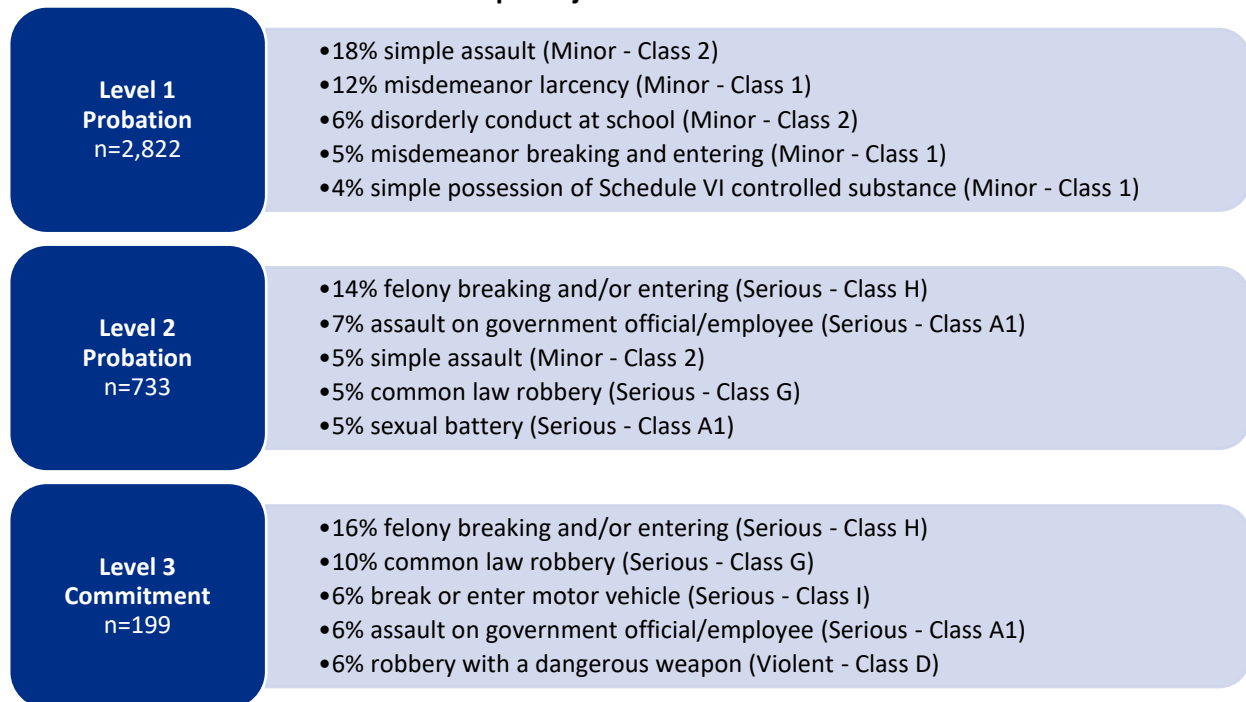 Level 1
Probation
n=2,822
•18% simple assault (Minor - Class 2)
•12% misdemeanor larcency (Minor - Class 1)
•6% disorderly conduct at school (Minor - Class 2)
•5% misdemeanor breaking and entering (Minor - Class 1)
•4% simple possession of Schedule VI controlled substance (Minor - Class 1)
Level 2
Probation
n=733
•14% felony breaking and/or entering (Serious - Class H)
•7% assault on government official/employee (Serious - Class A1)
•5% simple assault (Minor - Class 2)
•5% common law robbery (Serious - Class G)
•5% sexual battery (Serious - Class A1)
Level 3
Commitment
n=199
•16% felony breaking and/or entering (Serious - Class H)
•10% common law robbery (Serious - Class G)
•6% break or enter motor vehicle (Serious - Class I)
•6% assault on government official/employee (Serious - Class A1)
•6% robbery with a dangerous weapon (Violent - Class D)